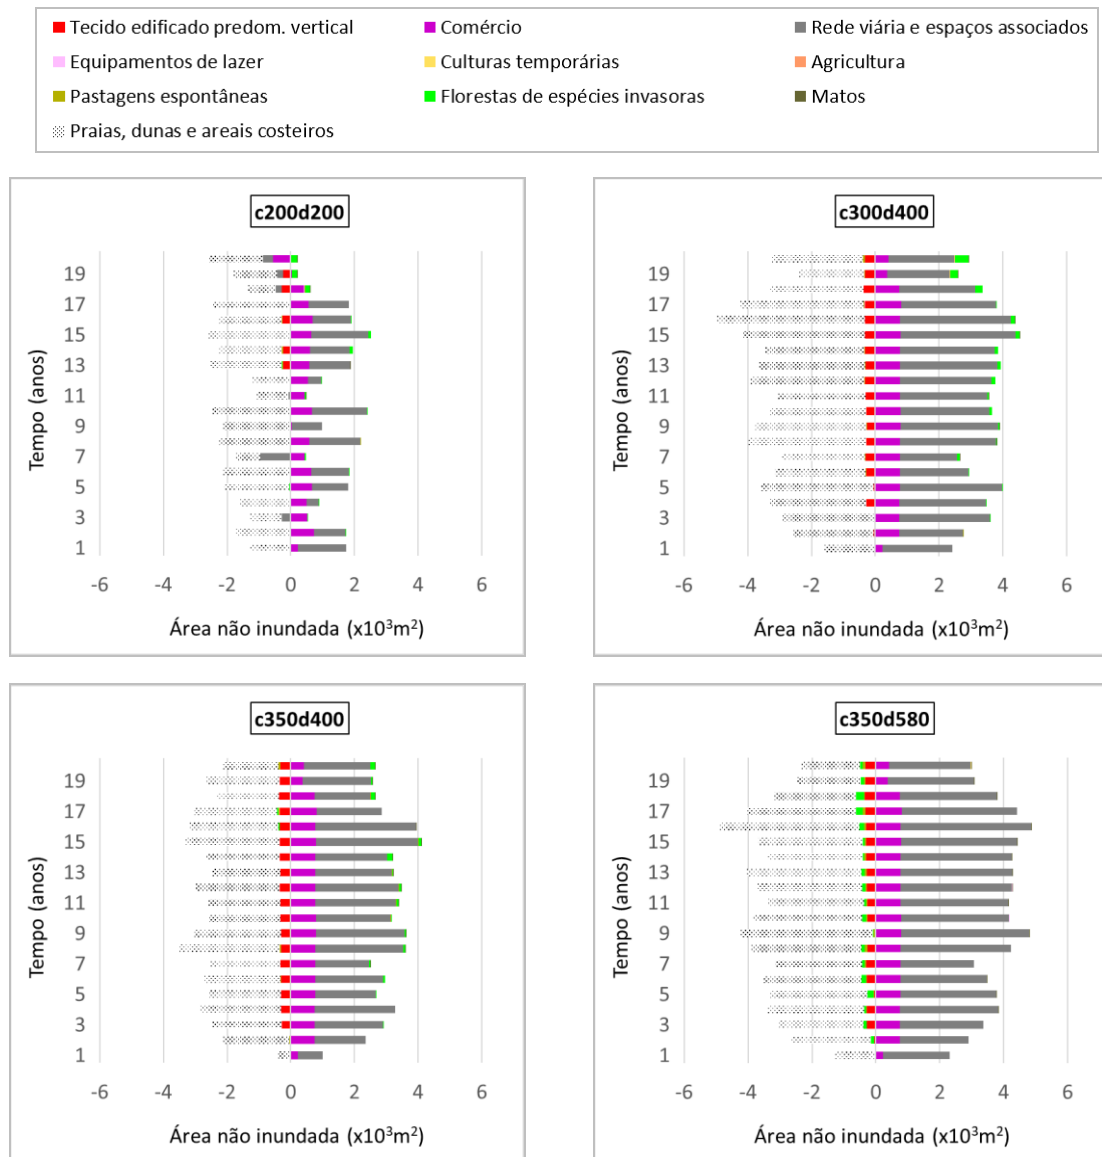 Tecido edificado predom. vertical
Comércio
Rede viária e espaços associados
Equipamentos de lazer
Culturas temporárias
Agricultura
Pastagens espontâneas
Florestas de espécies invasoras
Matos
Praias, dunas e areais costeiros
c200d200
Tempo (anos)
19
17
15
13
11
9
7
5
3
1
-6 -4 -2 0 2 4 6
Área não inundada (x10³m²)
c300d400
Tempo (anos)
19
17
15
13
11
9
7
5
3
1
-6 -4 -2 0 2 4 6
Área não inundada (x10³m²)
c350d400
Tempo (anos)
19
17
15
13
11
9
7
5
3
1
-6 -4 -2 0 2 4 6
Área não inundada (x10³m²)
c350d580
Tempo (anos)
19
17
15
13
11
9
7
5
3
1
-6 -4 -2 0 2 4 6
Área não inundada (x10³m²)